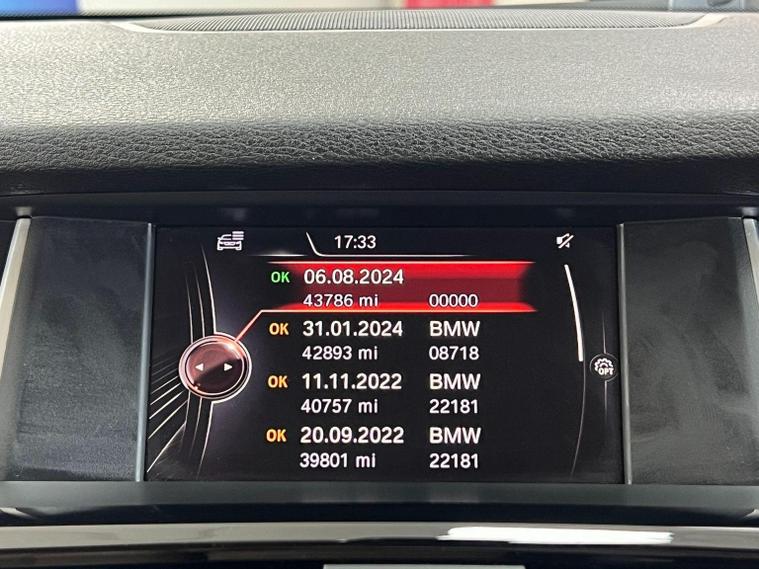 17:33
OK 06.08.2024
43786 mi 00000
OK 31.01.2024 BMW
42893 mi 08718
OK 11.11.2022 BMW
40757 mi 22181
OPT
OK 20.09.2022 BMW
39801 mi 22181